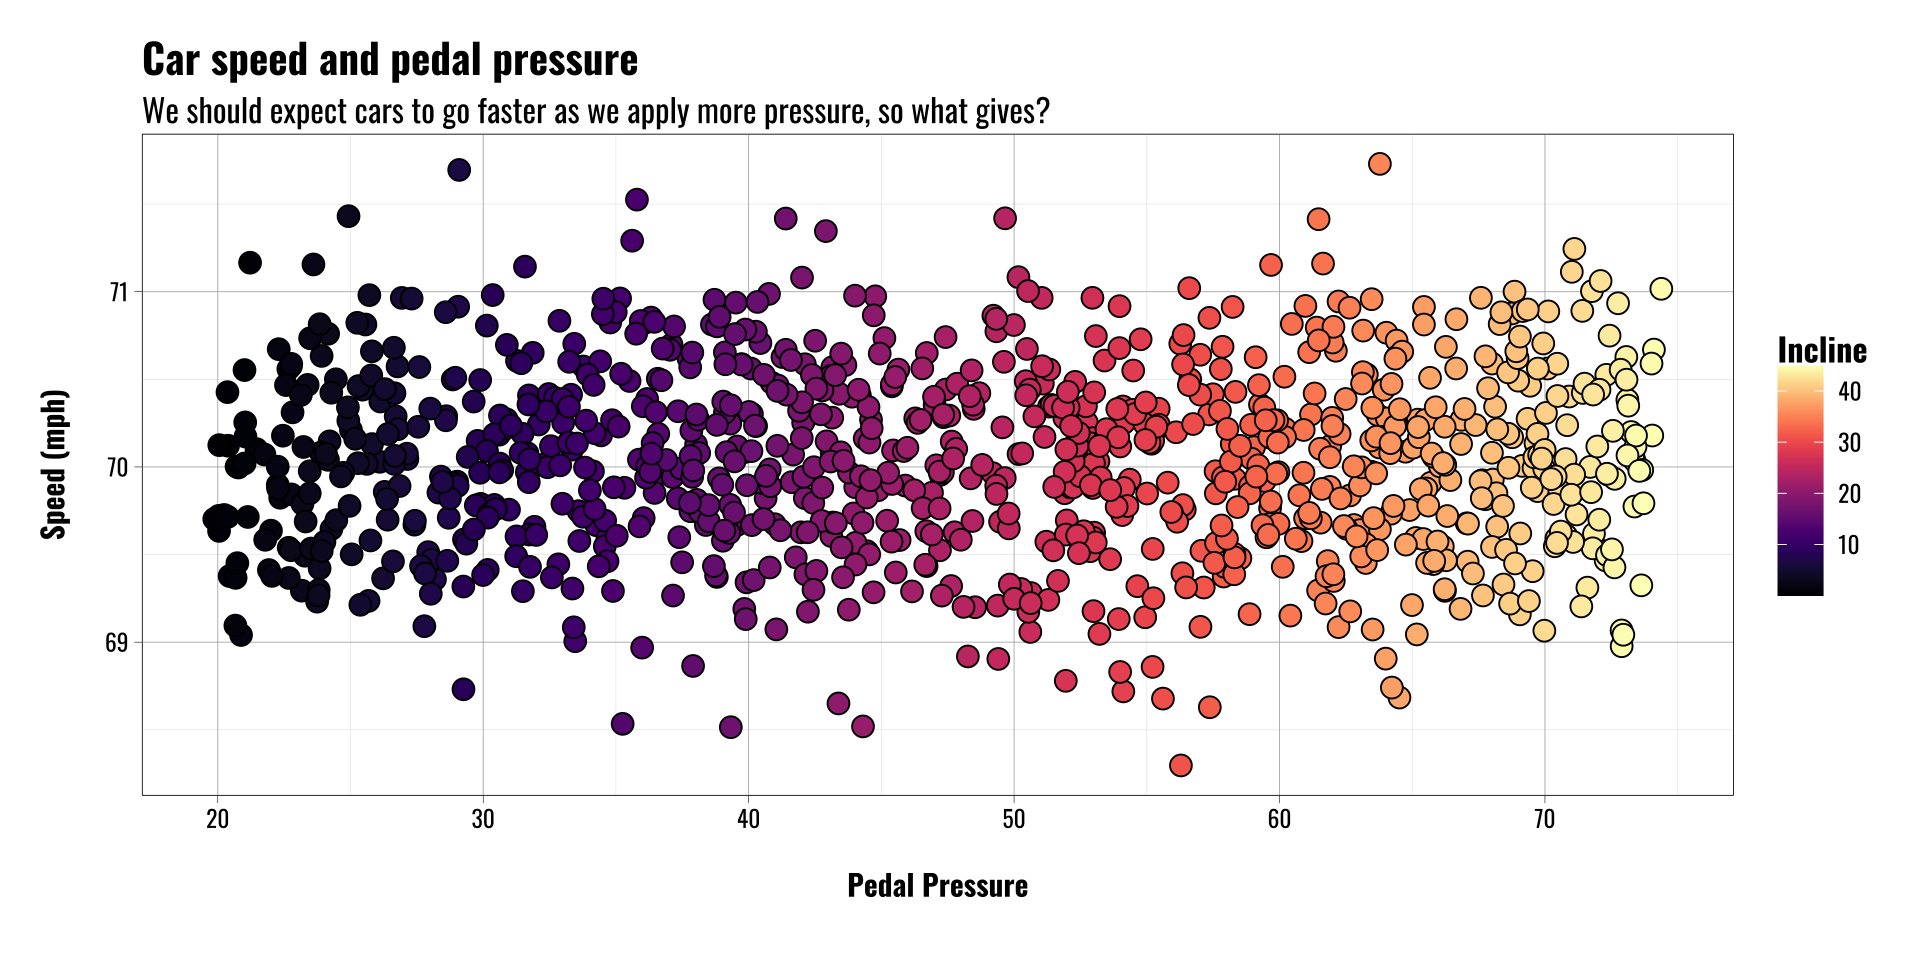 Car speed and pedal pressure
We should expect cars to go faster as we apply more pressure, so what gives?
Speed (mph)
71
70
69
20 30 40 50 60 70
Pedal Pressure
Incline
40
30
20
10